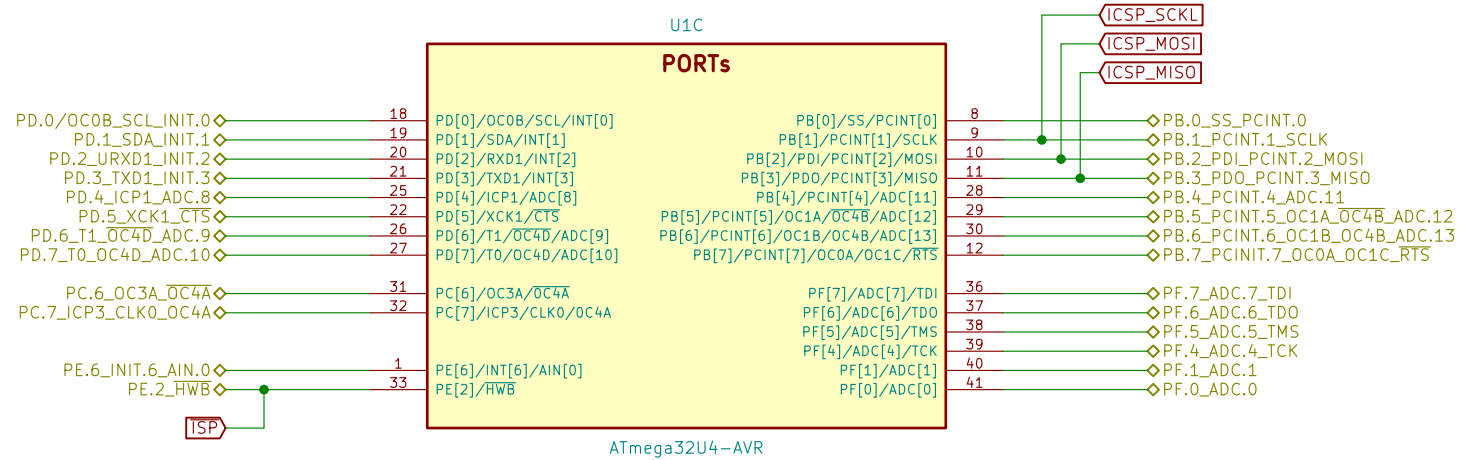 U1C
ICSP_SCKL
ICSP_MOSI
ICSP_MISO
PORTs
PD.0/OC0B_SCL_INIT.0 18 PD[0]/OC0B/SCL/INT[0] PB[0]/SS/PCINT[0] 8 PB.0_SS_PCINT.0
PD.1_SDA_INIT.1 19 PD[1]/SDA/INT[1] PB[1]/PCINT[1]/SCLK 9 PB.1_PCINT.1_SCLK
PD.2_URXD1_INIT.2 20 PD[2]/RXD1/INT[2] PB[2]/PDI/PCINT[2]/MOSI 10 PB.2_PDI_PCINT.2_MOSI
PD.3_TXD1_INIT.3 21 PD[3]/TXD1/INT[3] PB[3]/PDO/PCINT[3]/MISO 11 PB.3_PDO_PCINT.3_MISO
PD.4_ICP1_ADC.8 25 PD[4]/ICP1/ADC[8] PB[4]/PCINT[4]/ADC[11] 28 PB.4_PCINT.4_ADC.11
PD.5_XCK1_CTS 22 PD[5]/XCK1/CTS PB[5]/PCINT[5]/OC1A/OC4B/ADC[12] 29 PB.5_PCINT.5_OC1A_OC4B_ADC.12
PD.6_T1_OC4D_ADC.9 26 PD[6]/T1/OC4D/ADC[9] PB[6]/PCINT[6]/OC1B/OC4B/ADC[13] 30 PB.6_PCINT.6_OC1B_OC4B_ADC.13
PD.7_T0_OC4D_ADC.10 27 PD[7]/T0/OC4D/ADC[10] PB[7]/PCINT[7]/OC0A/OC1C/RTS 12 PB.7_PCINIT.7_OC0A_OC1C_RTS
PC.6_OC3A_OC4A 31 PC[6]/OC3A/OC4A PF[7]/ADC[7]/TDI 36 PF.7_ADC.7_TDI
PC.7_ICP3_CLK0_OC4A 32 PC[7]/ICP3/CLK0/OC4A PF[6]/ADC[6]/TDO 37 PF.6_ADC.6_TDO
PF[5]/ADC[5]/TMS 38 PF.5_ADC.5_TMS
PF[4]/ADC[4]/TCK 39 PF.4_ADC.4_TCK
PE.6_INIT.6_AIN.0 1 PE[6]/INT[6]/AIN[0] PF[1]/ADC[1] 40 PF.1_ADC.1
PE.2_HWB 33 PE[2]/HWB PF[0]/ADC[0] 41 PF.0_ADC.0
ISP
ATmega32U4-AVR